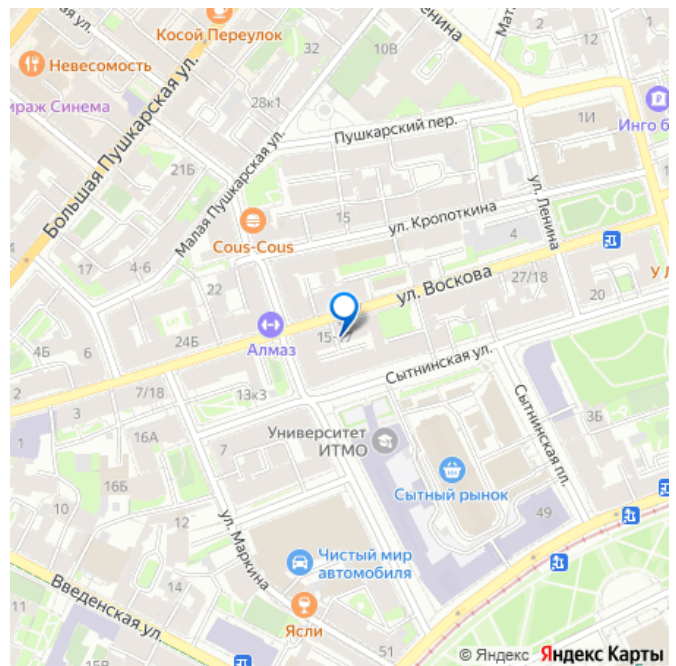 Косой Переулок
Ленина
32
10В
12
1
Невесомость
ираж Синема
28к1
Пушкарский пер.
1И
Инго б
Большая Пушкарская ул.
21Б
Малая Пушкарская ул.
15
ул. Кропоткина
ул. Ленина
4
Cous-Cous
17
4-6
22
ул. Воскова
27/18
20
У Л
24Б
Алмаз
15-
4Б
6
2
7/18
13к3
Сытнинская ул.
3
1
16А
7
Университет
ИТМО
Сытный рынок
Сытнинская пл.
3Б
16Б
10
12
ул. Маркина
49
14
Чистый мир
автомобиля
Введенская ул.
11
Ясли
51
15В
© Яндекс Яндекс Карты